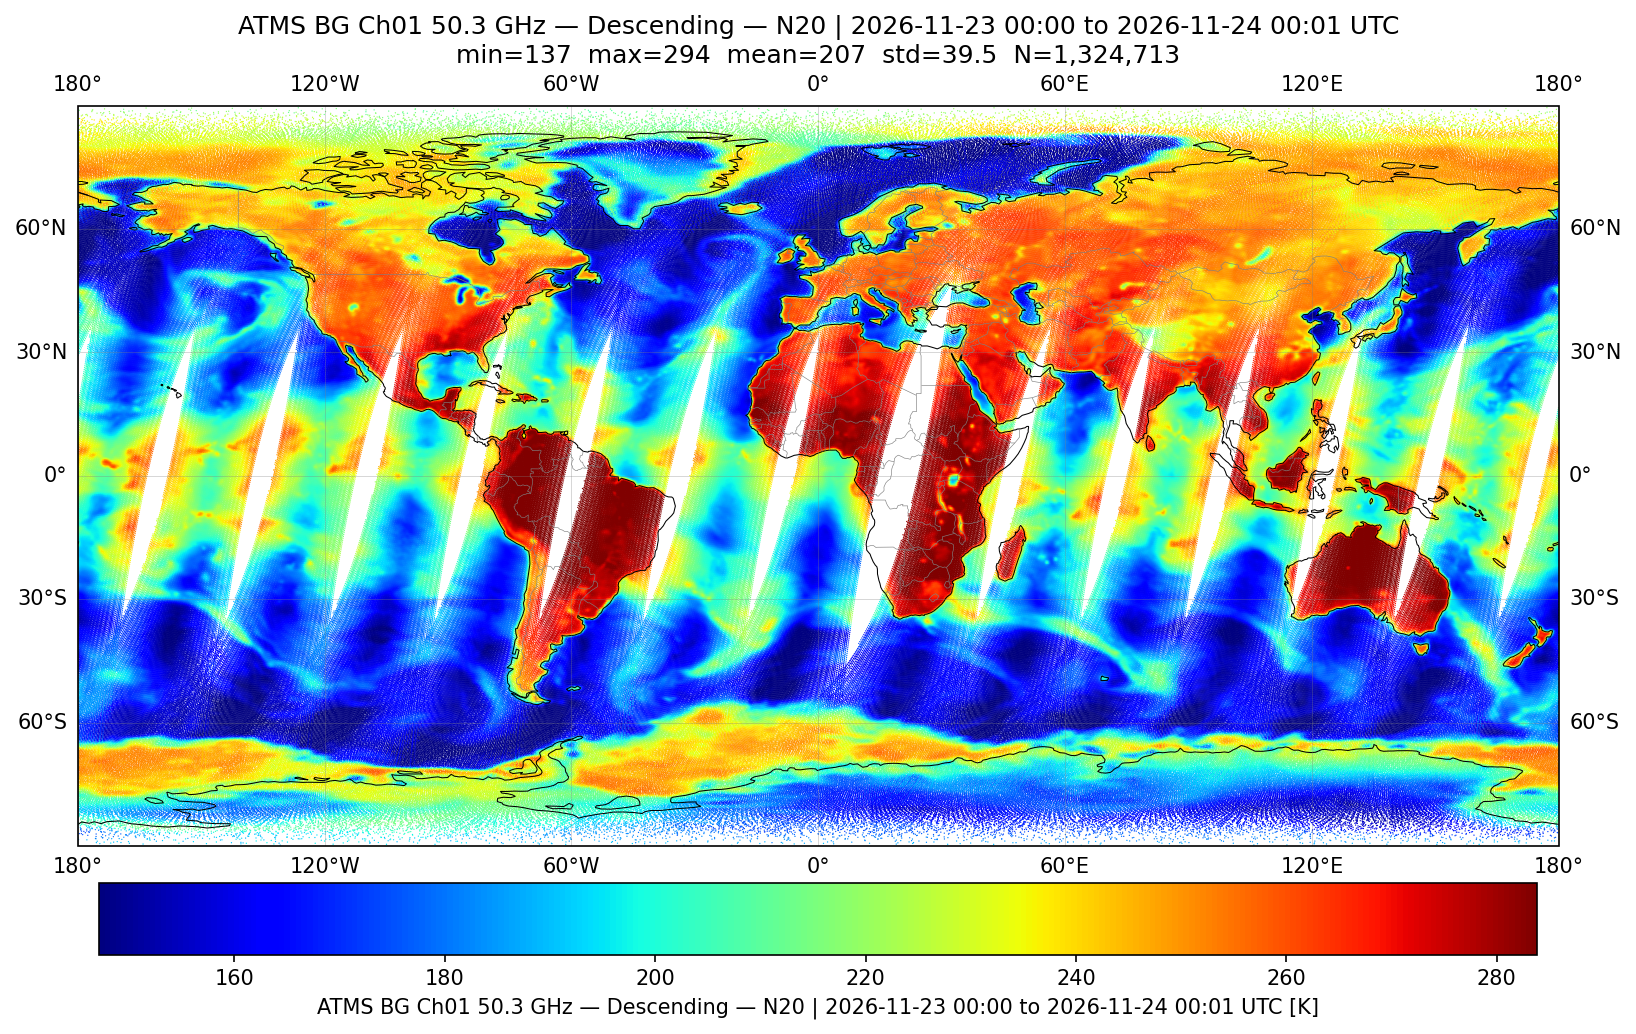 ATMS BG Ch01 50.3 GHz — Descending — N20 | 2026-11-23 00:00 to 2026-11-24 00:01 UTC
min=137 max=294 mean=207 std=39.5 N=1,324,713
180° 120°W 60°W 0° 60°E 120°E 180°
60°N 60°N
30°N 30°N
0° 0°
30°S 30°S
60°S 60°S
180° 120°W 60°W 0° 60°E 120°E 180°
160 180 200 220 240 260 280
ATMS BG Ch01 50.3 GHz — Descending — N20 | 2026-11-23 00:00 to 2026-11-24 00:01 UTC [K]